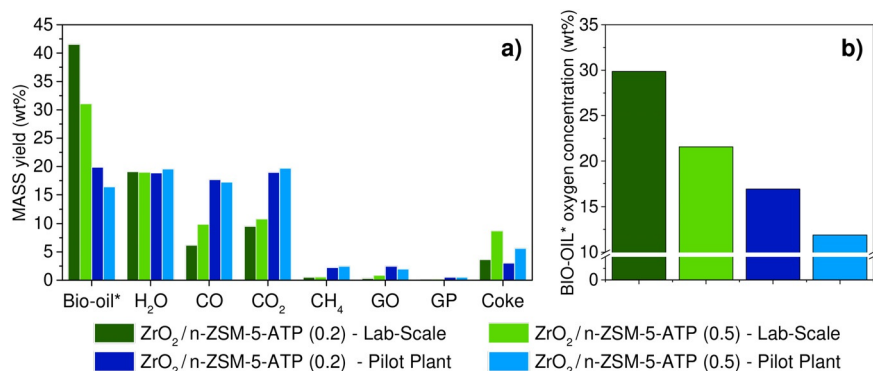 a)
MASS yield (wt%)
45
40
35
30
25
20
15
10
5
0
Bio-oil* H₂O CO CO₂ CH₄ GO GP Coke
b)
BIO-OIL* oxygen concentration (wt%)
35
30
25
20
15
10
0
ZrO₂/n-ZSM-5-ATP (0.2) - Lab-Scale
ZrO₂/n-ZSM-5-ATP (0.5) - Lab-Scale
ZrO₂/n-ZSM-5-ATP (0.2) - Pilot Plant
ZrO₂/n-ZSM-5-ATP (0.5) - Pilot Plant